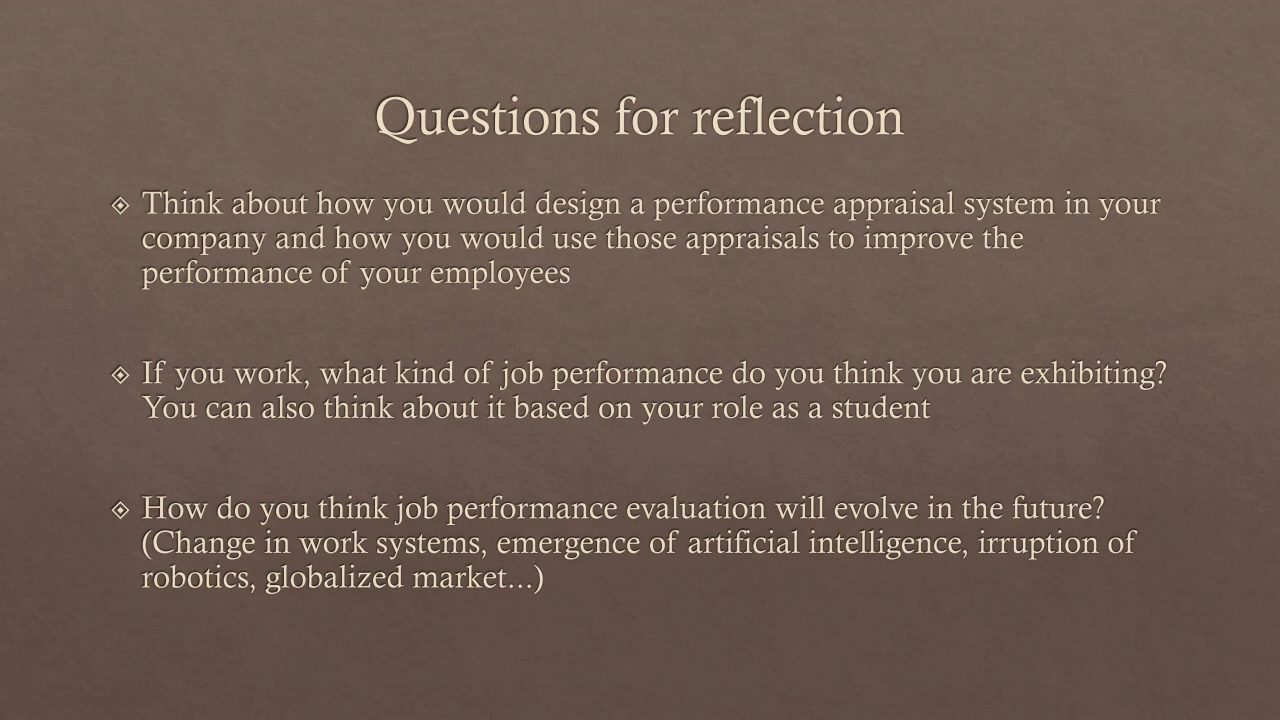 Questions for reflection
Think about how you would design a performance appraisal system in your
company and how you would use those appraisals to improve the
performance of your employees
If you work, what kind of job performance do you think you are exhibiting?
You can also think about it based on your role as a student
How do you think job performance evaluation will evolve in the future?
(Change in work systems, emergence of artificial intelligence, irruption of
robotics, globalized market…)